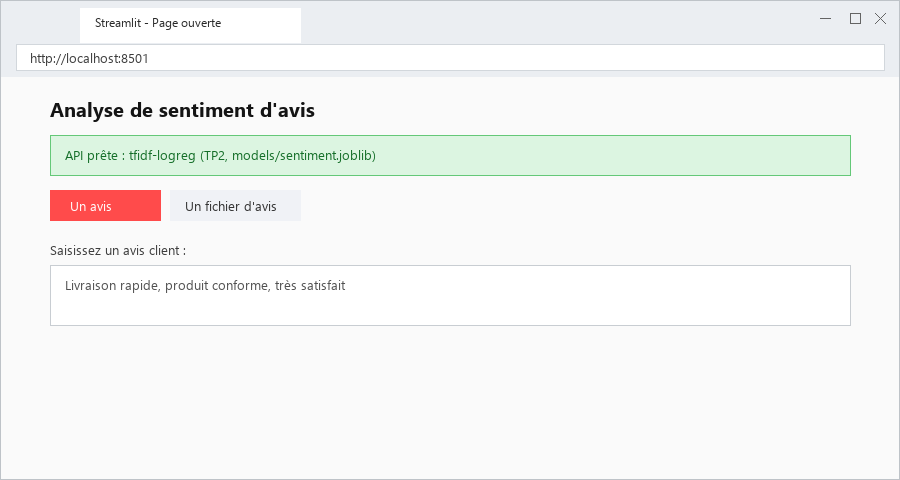 Streamlit - Page ouverte
http://localhost:8501
Analyse de sentiment d'avis
API prête : tfidf-logreg (TP2, models/sentiment.joblib)
Un avis
Un fichier d'avis
Saisissez un avis client :
Livraison rapide, produit conforme, très satisfait